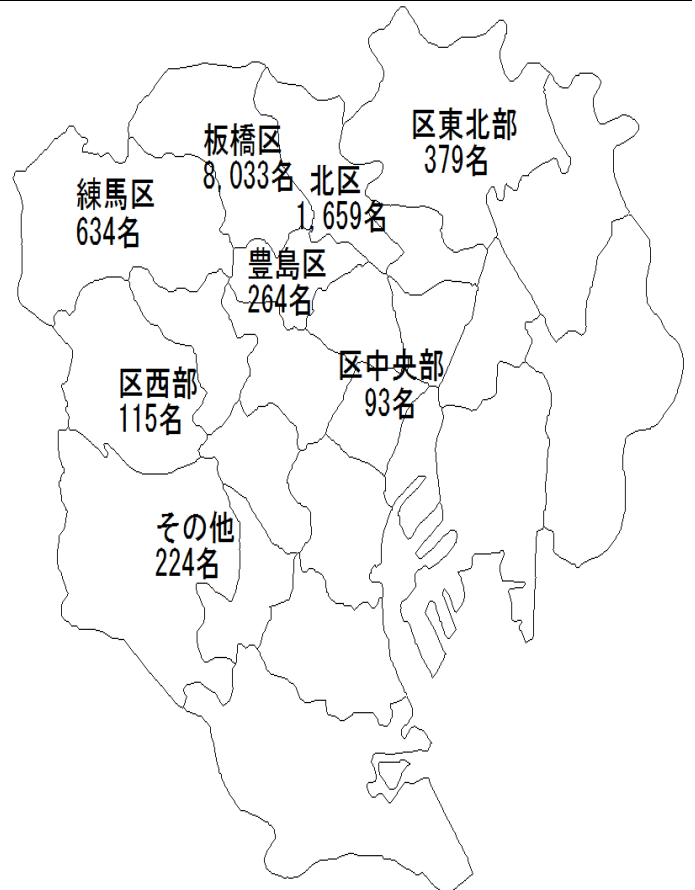 区東北部
379名
板橋区
8,033名
北区
1,659名
練馬区
634名
豊島区
264名
区中央部
93名
区西部
115名
その他
224名